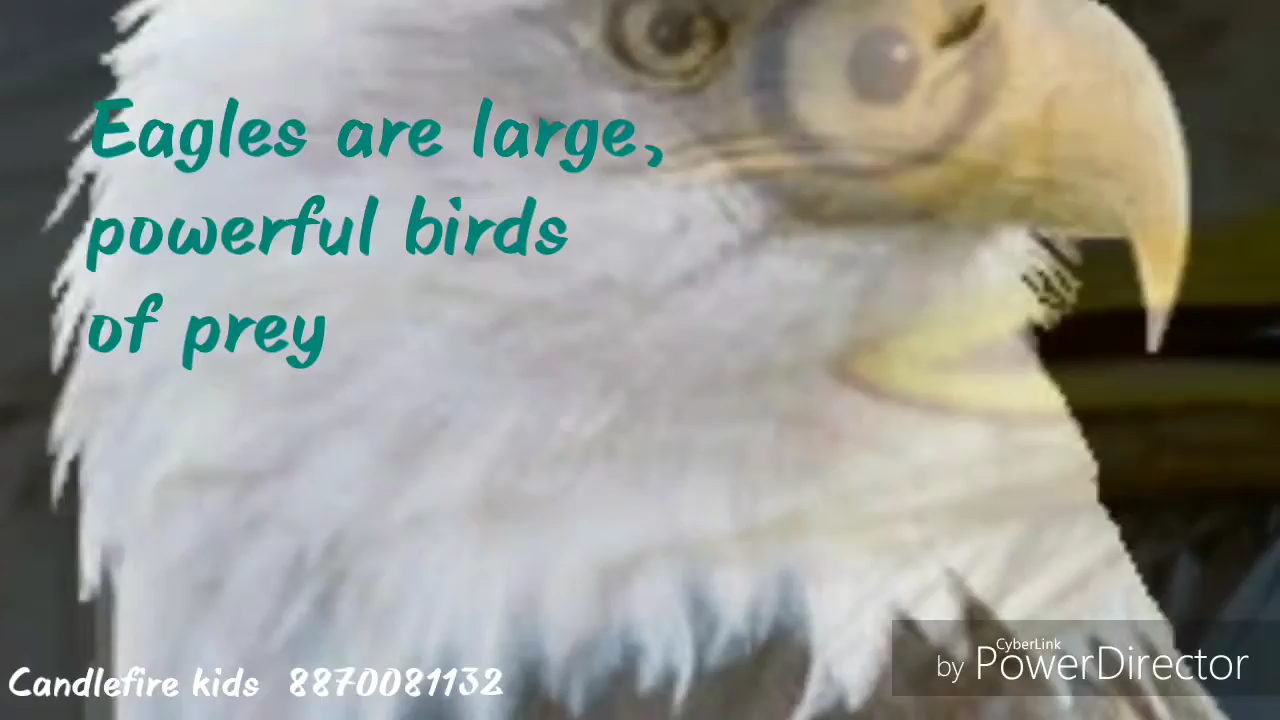 Eagles are large,
powerful birds
of prey
Candlefire kids 8870081132
CyberLink
by PowerDirector